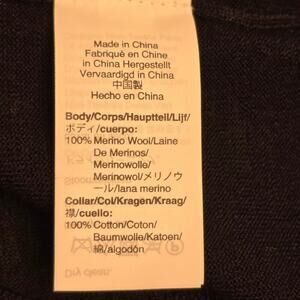 Made in China
Fabriqué en Chine
in China Hergestellt
Vervaardigd in China
中国製
Hecho en China
Body/Corps/Hauptteil/Lijf/
ボディ/cuerpo:
100% Merino Wool/Laine
De Merinos/
Merinowolle/
Merinowol/メリノウ
ール/lana merino
Collar/Col/Kragen/Kraag/
襟/cuello:
100% Cotton/Coton/
Baumwolle/Katoen/
綿/algodón
Dry clean.